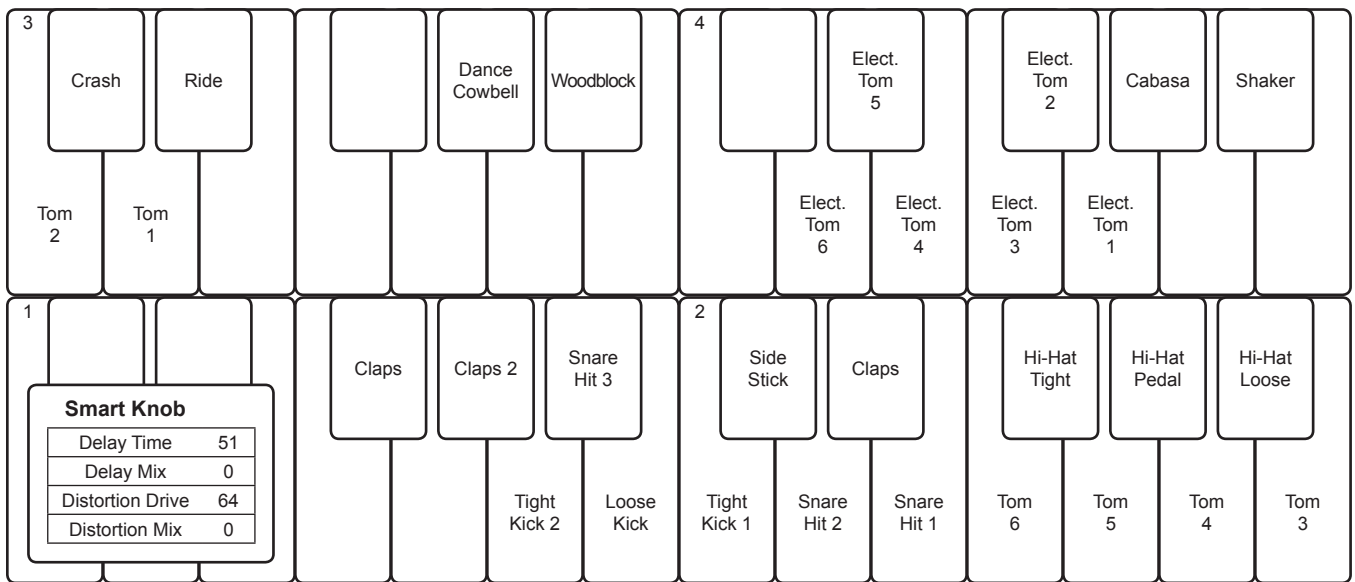 3
Crash
Ride
Dance
Cowbell
Woodblock
4
Elect.
Tom
5
Elect.
Tom
2
Cabasa
Shaker
Tom
2
Tom
1
Elect.
Tom
6
Elect.
Tom
4
Elect.
Tom
3
Elect.
Tom
1
1
Claps
Claps 2
Snare
Hit 3
2
Side
Stick
Claps
Hi-Hat
Tight
Hi-Hat
Pedal
Hi-Hat
Loose
Smart Knob
Delay Time 51
Delay Mix 0
Distortion Drive 64
Distortion Mix 0
Tight
Kick 2
Loose
Kick
Tight
Kick 1
Snare
Hit 2
Snare
Hit 1
Tom
6
Tom
5
Tom
4
Tom
3